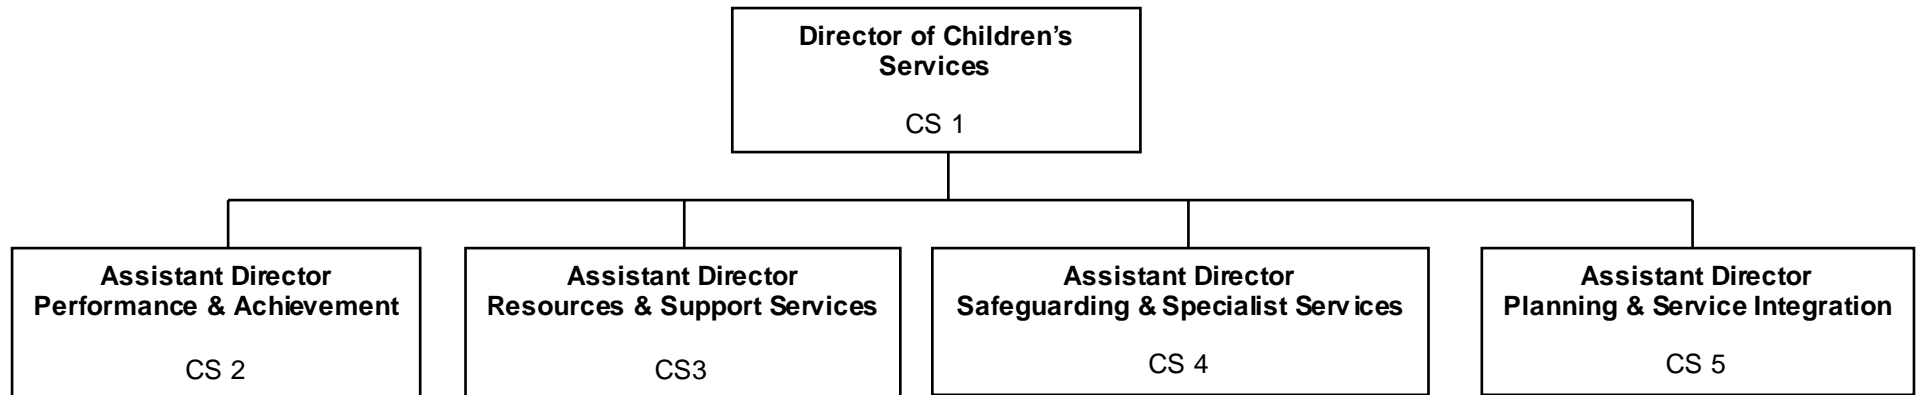 Director of Children’s
Services
CS 1
Assistant Director
Performance & Achievement
CS 2
Assistant Director
Resources & Support Services
CS3
Assistant Director
Safeguarding & Specialist Services
CS 4
Assistant Director
Planning & Service Integration
CS 5